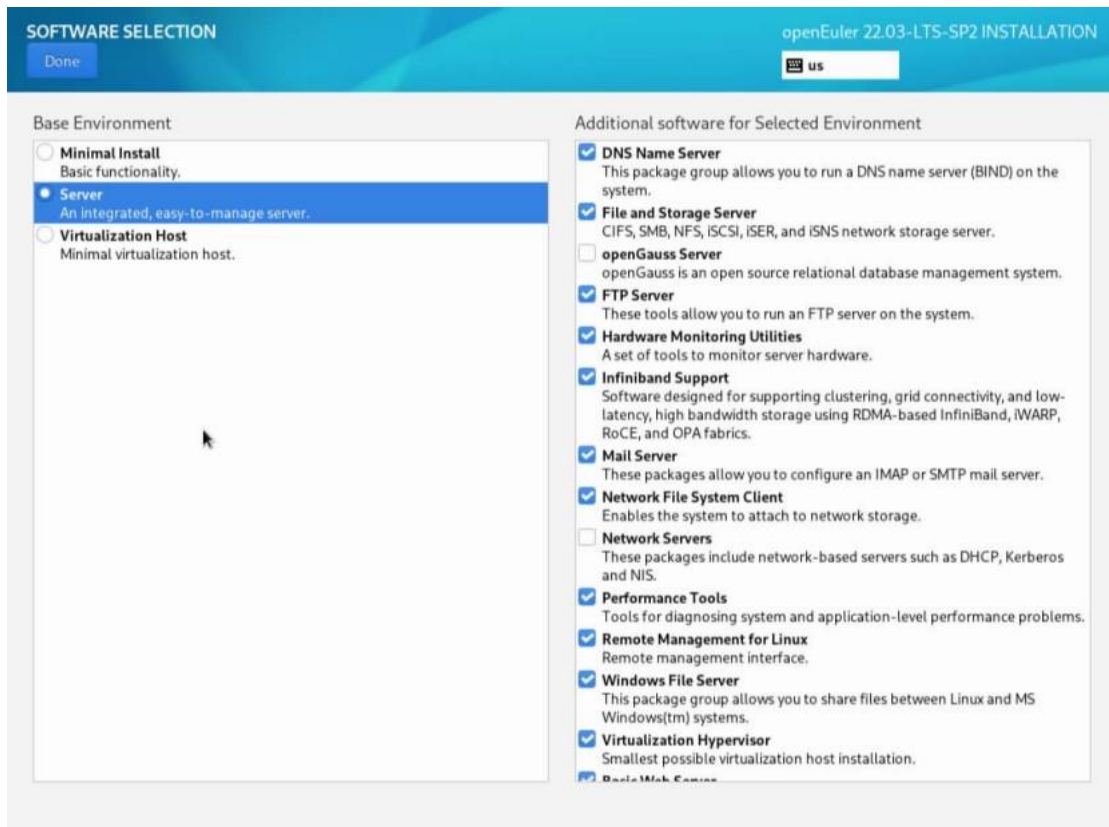 SOFTWARE SELECTION
openEuler 22.03-LTS-SP2 INSTALLATION
Done
us
Base Environment
Minimal Install
Basic functionality.
Server
An integrated, easy-to-manage server.
Virtualization Host
Minimal virtualization host.
Additional software for Selected Environment
DNS Name Server
This package group allows you to run a DNS name server (BIND) on the
system.
File and Storage Server
CIFS, SMB, NFS, iSCSI, iSER, and iSNS network storage server.
openGauss Server
openGauss is an open source relational database management system.
FTP Server
These tools allow you to run an FTP server on the system.
Hardware Monitoring Utilities
A set of tools to monitor server hardware.
Infiniband Support
Software designed for supporting clustering, grid connectivity, and low-
latency, high bandwidth storage using RDMA-based InfiniBand, iWARP,
RoCE, and OPA fabrics.
Mail Server
These packages allow you to configure an IMAP or SMTP mail server.
Network File System Client
Enables the system to attach to network storage.
Network Servers
These packages include network-based servers such as DHCP, Kerberos
and NIS.
Performance Tools
Tools for diagnosing system and application-level performance problems.
Remote Management for Linux
Remote management interface.
Windows File Server
This package group allows you to share files between Linux and MS
Windows(tm) systems.
Virtualization Hypervisor
Smallest possible virtualization host installation.
Basic Web Server